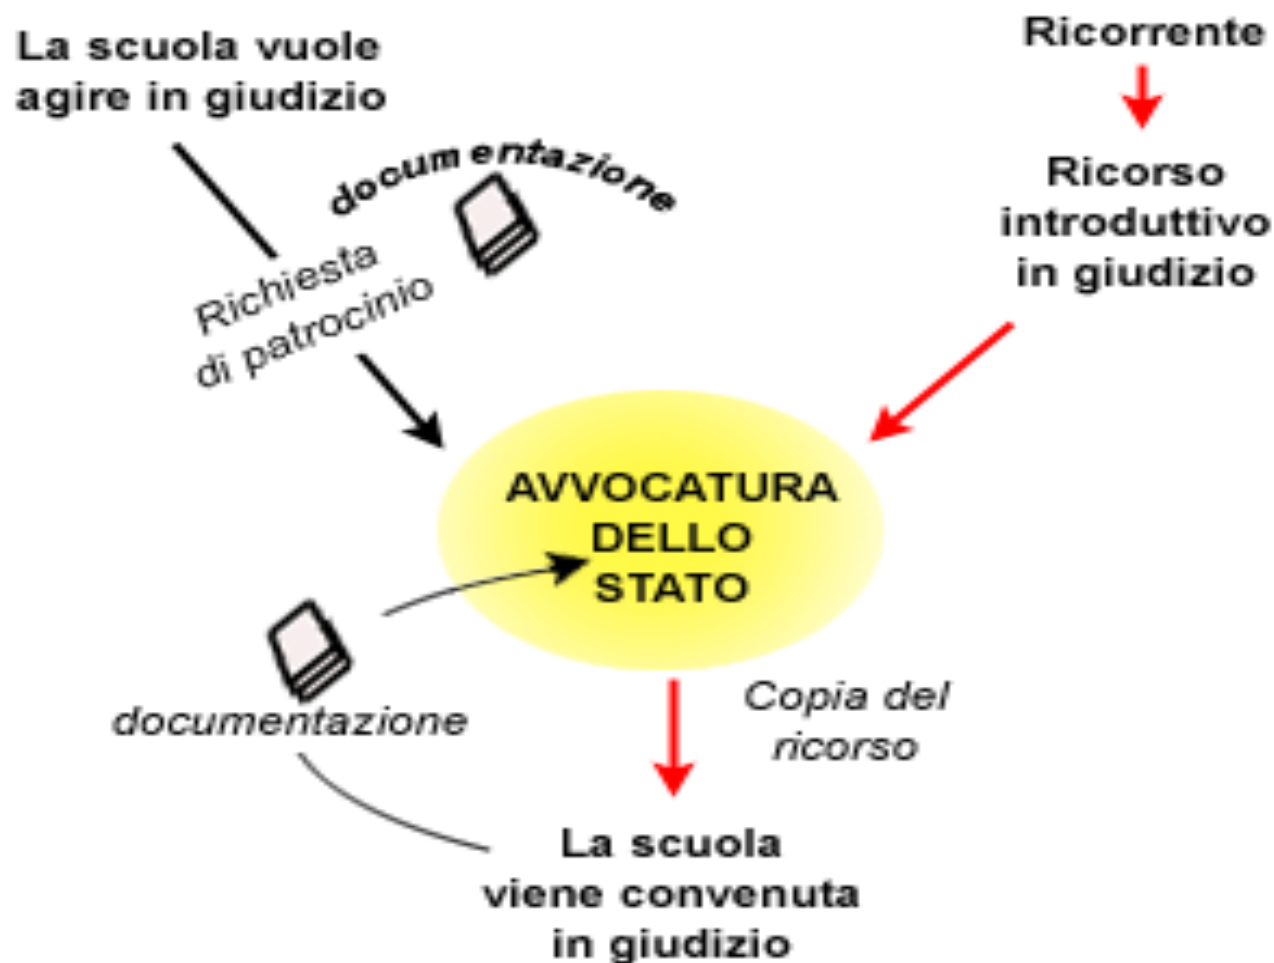 La scuola vuole
agire in giudizio
documentazione
Richiesta
di patrocinio
Ricorrente
Ricorso
introduttivo
in giudizio
AVVOCATURA
DELLO
STATO
documentazione
Copia del
ricorso
La scuola
viene convenuta
in giudizio